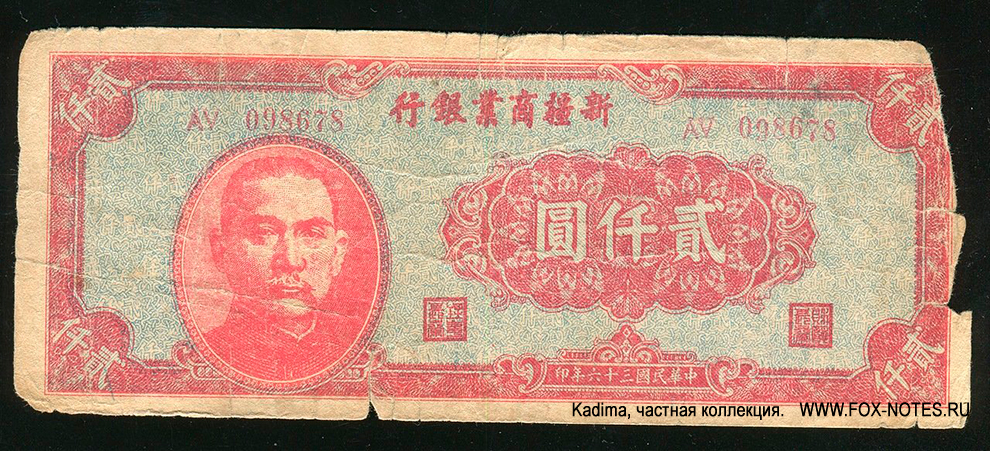 新疆商業銀行
AV 098678
AV 098678
貳仟
貳仟
貳仟圓
貳仟
貳仟
中華民國三十六年印
Kadima, частная коллекция. WWW.FOX-NOTES.RU